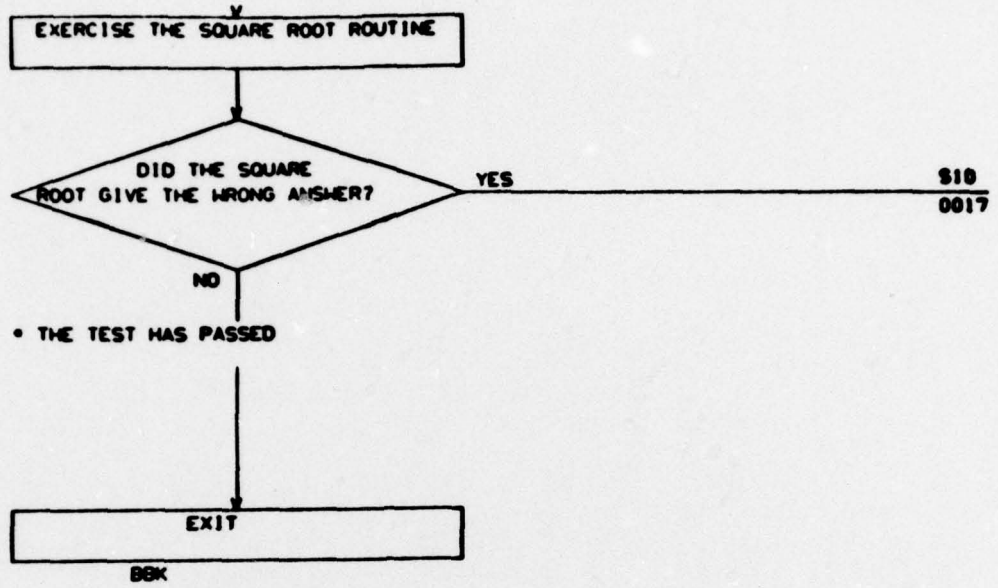 EXERCISE THE SQUARE ROOT ROUTINE
DID THE SQUARE
ROOT GIVE THE WRONG ANSWER?
YES
S10
0017
NO
• THE TEST HAS PASSED
EXIT
BBK